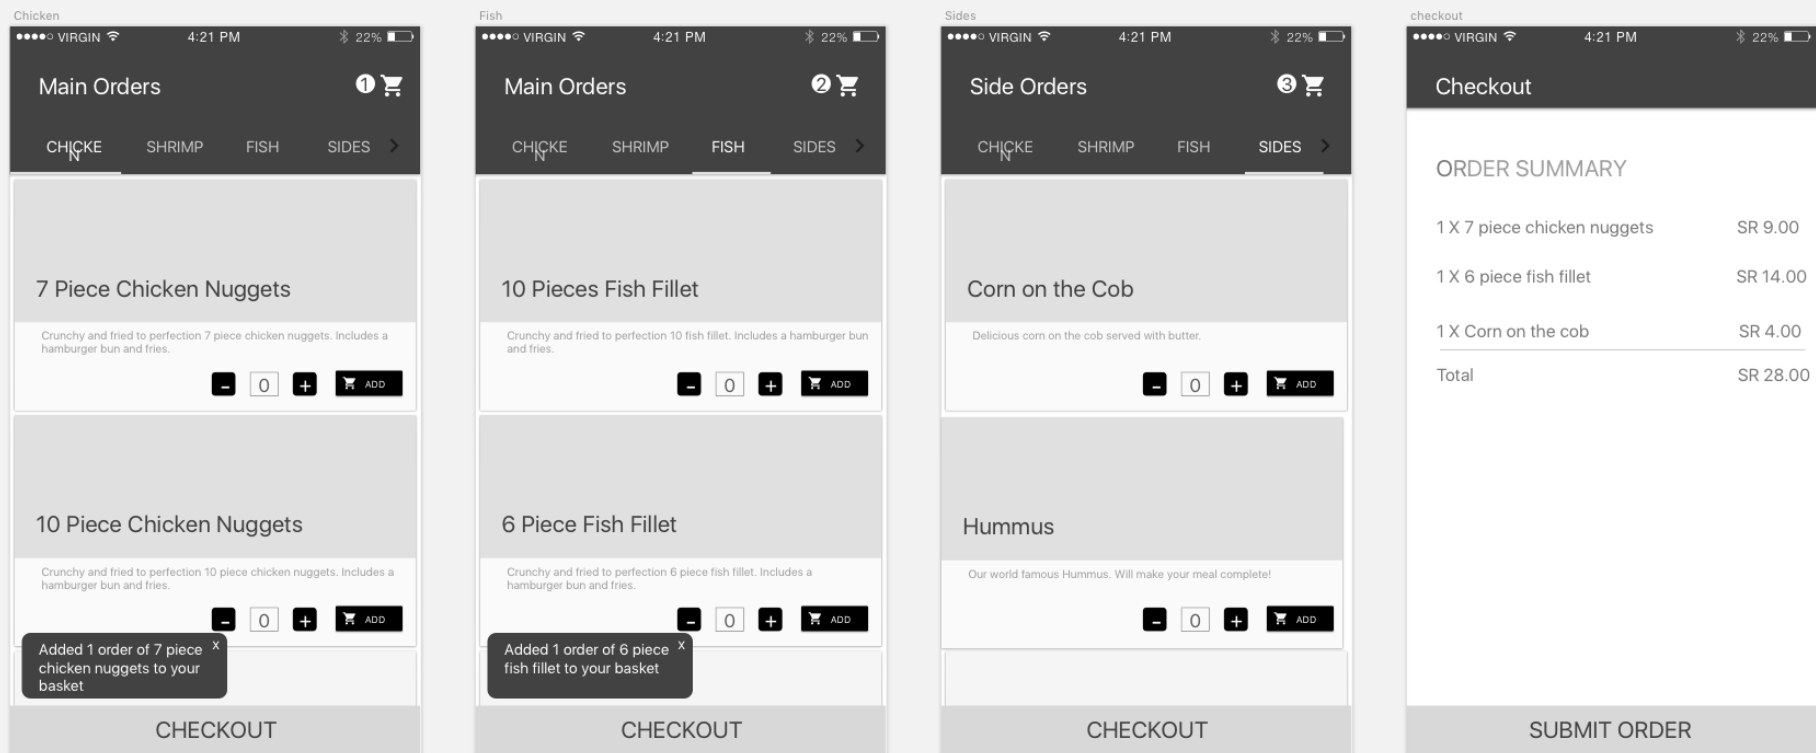 Chicken
●●●●○ VIRGIN 4:21 PM 22%
Main Orders 1
CHICKE
N
SHRIMP FISH SIDES
7 Piece Chicken Nuggets
Crunchy and fried to perfection 7 piece chicken nuggets. Includes a
hamburger bun and fries.
- 0 + ADD
10 Piece Chicken Nuggets
Crunchy and fried to perfection 10 piece chicken nuggets. Includes a
hamburger bun and fries.
- 0 + ADD
Added 1 order of 7 piece x
chicken nuggets to your
basket
CHECKOUT
Fish
●●●●○ VIRGIN 4:21 PM 22%
Main Orders 2
CHICKE
N
SHRIMP FISH SIDES
10 Pieces Fish Fillet
Crunchy and fried to perfection 10 fish fillet. Includes a hamburger bun
and fries.
- 0 + ADD
6 Piece Fish Fillet
Crunchy and fried to perfection 6 piece fish fillet. Includes a
hamburger bun and fries.
- 0 + ADD
Added 1 order of 6 piece x
fish fillet to your basket
CHECKOUT
Sides
●●●●○ VIRGIN 4:21 PM 22%
Side Orders 3
CHICKE
N
SHRIMP FISH SIDES
Corn on the Cob
Delicious corn on the cob served with butter.
- 0 + ADD
Hummus
Our world famous Hummus. Will make your meal complete!
- 0 + ADD
CHECKOUT
checkout
●●●●○ VIRGIN 4:21 PM 22%
Checkout
ORDER SUMMARY
1 X 7 piece chicken nuggets SR 9.00
1 X 6 piece fish fillet SR 14.00
1 X Corn on the cob SR 4.00
Total SR 28.00
SUBMIT ORDER